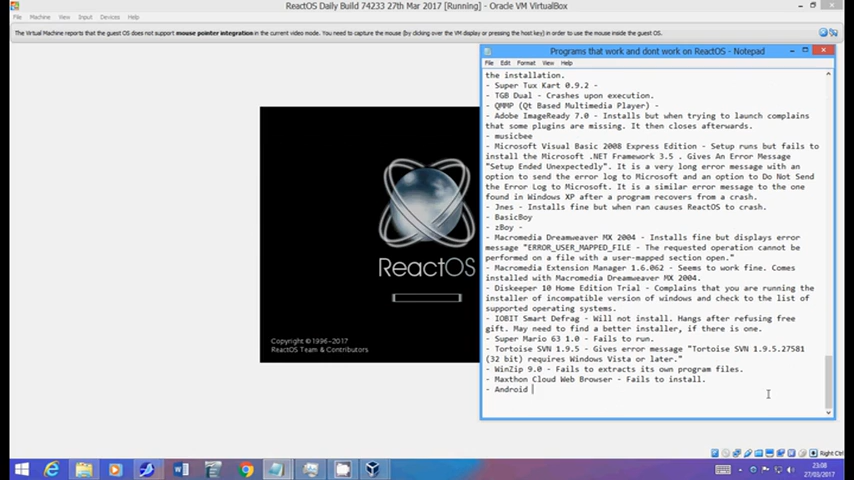 ReactOS Daily Build 74233 27th Mar 2017 [Running] - Oracle VM VirtualBox
File Machine View Input Devices Help
The Virtual Machine reports that the guest OS does not support mouse pointer integration in the current video mode. You need to capture the mouse (by clicking over the VM display or pressing the host key) in order to use the mouse inside the guest OS.
Programs that work and dont work on ReactOS - Notepad
File Edit Format View Help
the installation.
- Super Tux Kart 0.9.2 -
- TGB Dual - Crashes upon execution.
- QMMP (Qt Based Multimedia Player) -
- Adobe ImageReady 7.0 - Installs but when trying to launch complains
that some plugins are missing. It then closes afterwards.
- musicbee
- Microsoft Visual Basic 2008 Express Edition - Setup runs but fails to
install the Microsoft .NET Framework 3.5 . Gives An Error Message
"Setup Ended Unexpectedly". It is a very long error message with an
option to send the error log to Microsoft and an option to Do Not Send
the Error Log to Microsoft. It is a similar error message to the one
found in Windows XP after a program recovers from a crash.
- Jnes - Installs fine but when ran causes ReactOS to crash.
- BasicBoy
- zBoy -
- Macromedia Dreamweaver MX 2004 - Installs fine but displays error
message "ERROR_USER_MAPPED_FILE - The requested operation cannot be
performed on a file with a user-mapped section open."
- Macromedia Extension Manager 1.6.062 - Seems to work fine. Comes
installed with Macromedia Dreamweaver MX 2004.
- Diskeeper 10 Home Edition Trial - Complains that you are running the
installer of incompatible version of windows and check to the list of
supported operating systems.
- IOBIT Smart Defrag - Will not install. Hangs after refusing free
gift. May need to find a better installer, if there is one.
- Super Mario 63 1.0 - Fails to run.
- Tortoise SVN 1.9.5 - Gives error message "Tortoise SVN 1.9.5.27581
(32 bit) requires Windows Vista or later."
- WinZip 9.0 - Fails to extracts its own program files.
- Maxthon Cloud Web Browser - Fails to install.
- Android
ReactOS
Copyright ©1996-2017
ReactOS Team & Contributors
Right Ctrl
23:08
27/03/2017